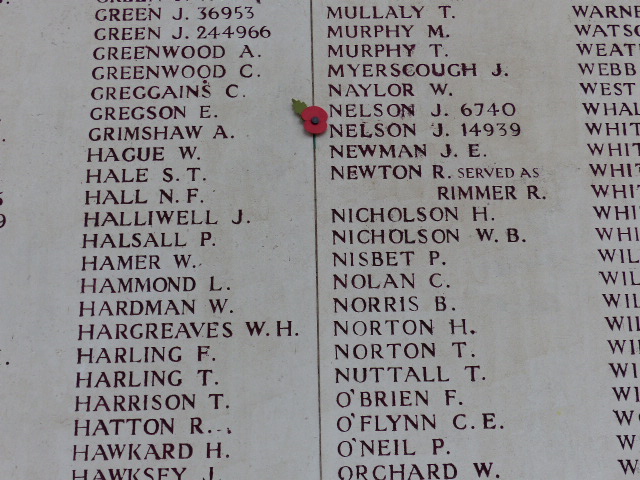 GREEN J. 36953
GREEN J. 244966
GREENWOOD A.
GREENWOOD C.
GREGGAINS C.
GREGSON E.
GRIMSHAW A.
HAGUE W.
HALE S. T.
HALL N. F.
HALLIWELL J.
HALSALL P.
HAMER W.
HAMMOND L.
HARDMAN W.
HARGREAVES W. H.
HARLING F.
HARLING T.
HARRISON T.
HATTON R.
HAWKARD H.
HAWKSEY J.
MULLALY T.
MURPHY M.
MURPHY T.
MYERSCOUGH J.
NAYLOR W.
NELSON J. 6740
NELSON J. 14939
NEWMAN J. E.
NEWTON R. SERVED AS
RIMMER R.
NICHOLSON H.
NICHOLSON W. B.
NISBET P.
NOLAN C.
NORRIS B.
NORTON H.
NORTON T.
NUTTALL T.
O'BRIEN F.
O'FLYNN C. E.
O'NEIL P.
ORCHARD W.
WEBB
WEST